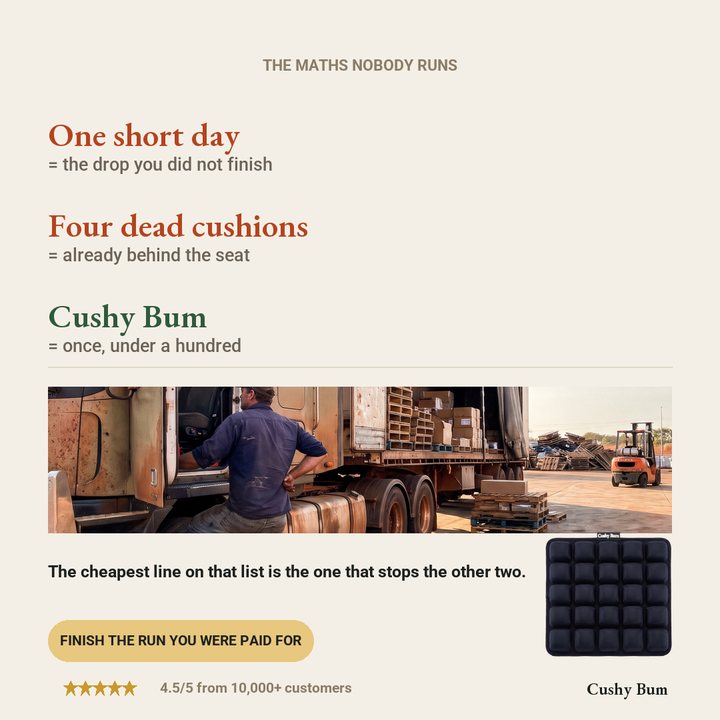 THE MATHS NOBODY RUNS
One short day
= the drop you did not finish
Four dead cushions
= already behind the seat
Cushy Bum
= once, under a hundred
The cheapest line on that list is the one that stops the other two.
FINISH THE RUN YOU WERE PAID FOR
4.5/5 from 10,000+ customers
Cushy Bum